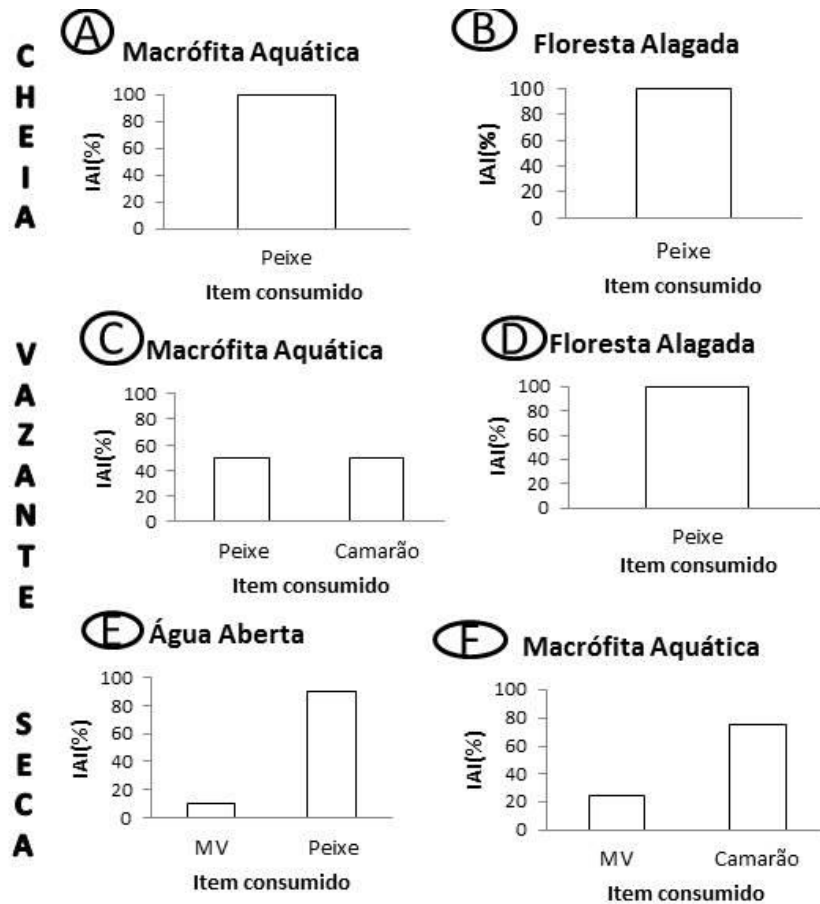 CHEIA
A Macrófita Aquática
IAI(%)
100
80
60
40
20
0
Peixe
Item consumido
B Floresta Alagada
IAI(%)
100
80
60
40
20
0
Peixe
Item consumido
VAZANTE
C Macrófita Aquática
IAI(%)
100
80
60
40
20
0
Peixe Camarão
Item consumido
D Floresta Alagada
IAI(%)
100
80
60
40
20
0
Peixe
Item consumido
SECA
E Água Aberta
IAI(%)
100
80
60
40
20
0
MV Peixe
Item consumido
F Macrófita Aquática
IAI(%)
100
80
60
40
20
0
MV Camarão
Item consumido